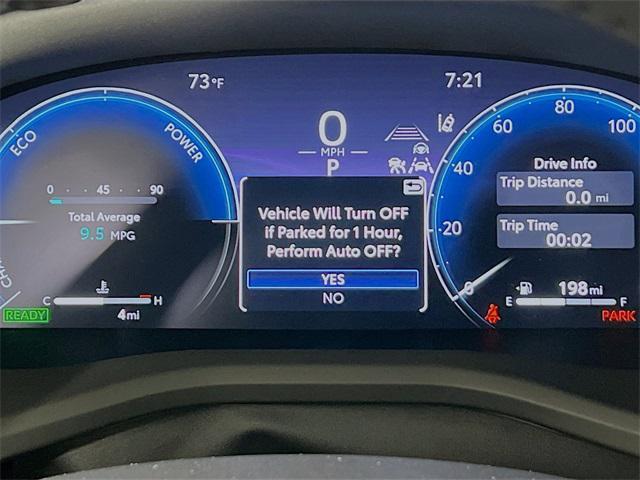 73°F
7:21
ECO
POWER
0 45 90
Total Average
9.5 MPG
C H
READY
4mi
0
MPH
P
Vehicle Will Turn OFF
if Parked for 1 Hour,
Perform Auto OFF?
YES
NO
0
20
40
60
80
100
Drive Info
Trip Distance
0.0 mi
Trip Time
00:02
198mi
E F
PARK